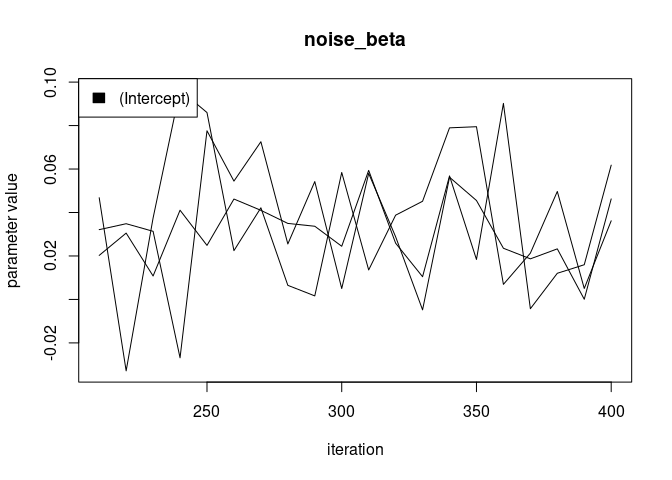 noise_beta
(Intercept)
parameter value
0.10
0.06
0.02
-0.02
250 300 350 400
iteration